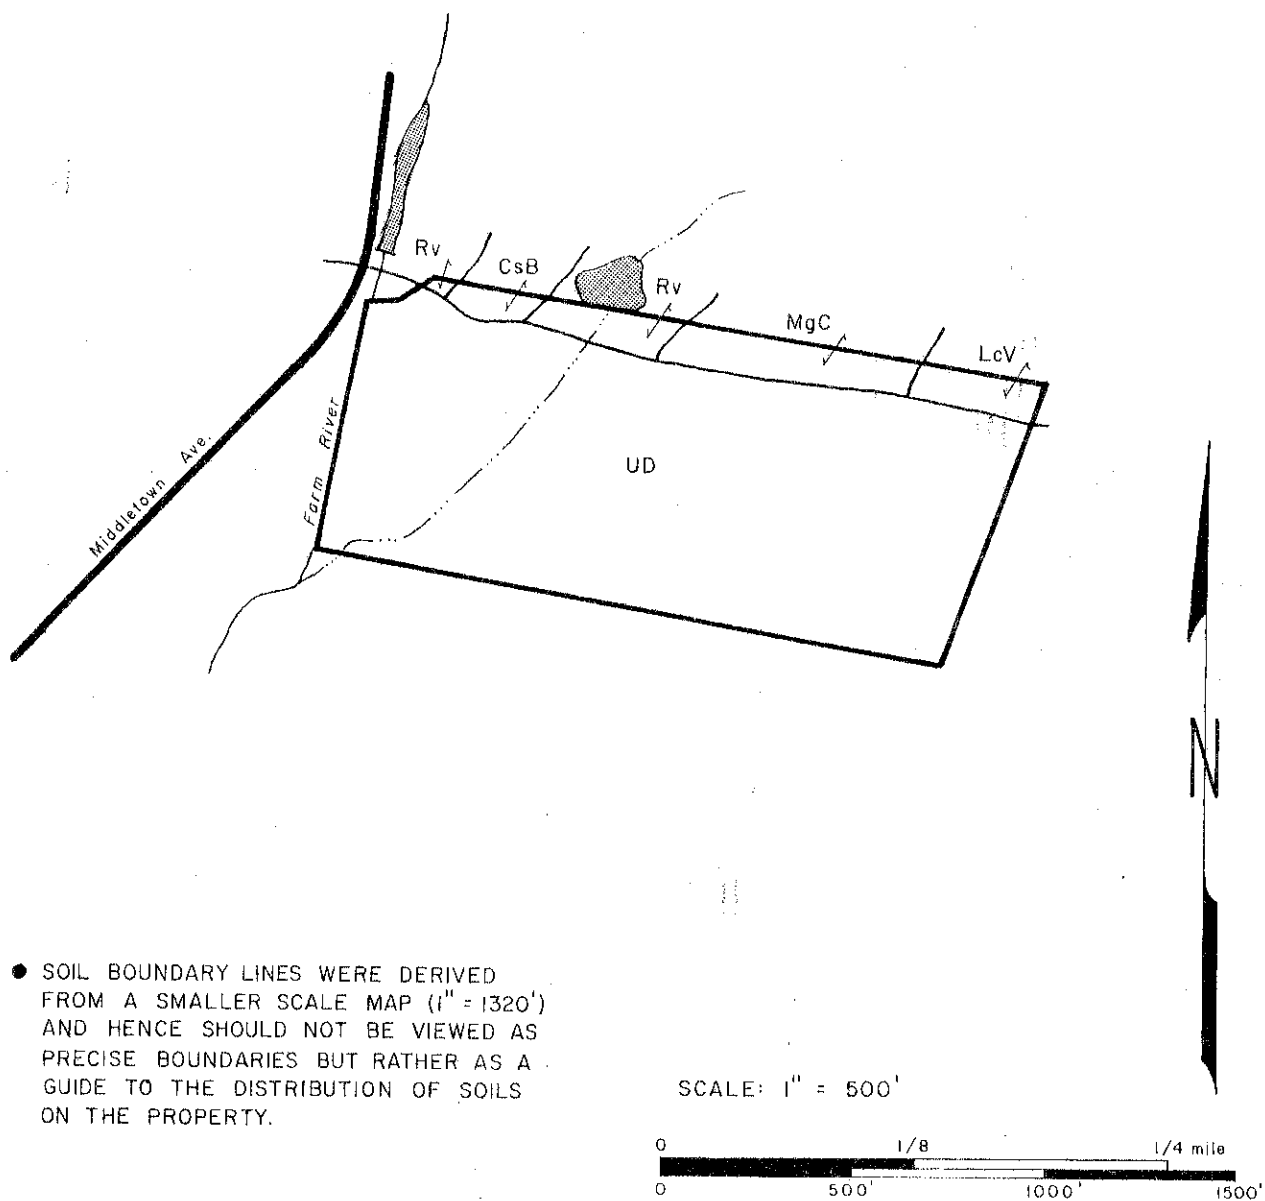 Rv
CsB
Rv
MgC
LcV
UD
Farm River
Middletown Ave.
N
● SOIL BOUNDARY LINES WERE DERIVED
FROM A SMALLER SCALE MAP (1" = 1320')
AND HENCE SHOULD NOT BE VIEWED AS
PRECISE BOUNDARIES BUT RATHER AS A
GUIDE TO THE DISTRIBUTION OF SOILS
ON THE PROPERTY.
SCALE: 1" = 500'
0 1/8 1/4 mile
0 500' 1000' 1500'